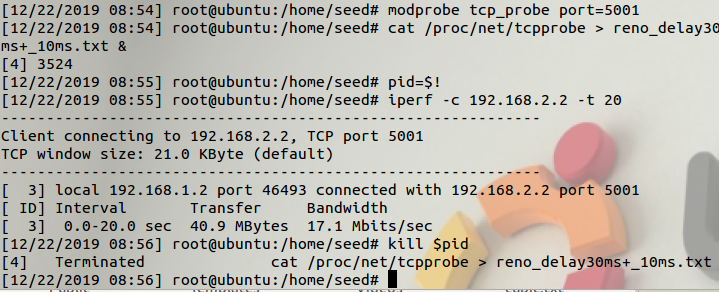 [12/22/2019 08:54] root@ubuntu:/home/seed# modprobe tcp_probe port=5001
[12/22/2019 08:54] root@ubuntu:/home/seed# cat /proc/net/tcpprobe > reno_delay30
ms+_10ms.txt &
[4] 3524
[12/22/2019 08:55] root@ubuntu:/home/seed# pid=$!
[12/22/2019 08:55] root@ubuntu:/home/seed# iperf -c 192.168.2.2 -t 20
------------------------------------------------------------
Client connecting to 192.168.2.2, TCP port 5001
TCP window size: 21.0 KByte (default)
------------------------------------------------------------
[  3] local 192.168.1.2 port 46493 connected with 192.168.2.2 port 5001
[ ID] Interval       Transfer     Bandwidth
[  3]  0.0-20.0 sec  40.9 MBytes  17.1 Mbits/sec
[12/22/2019 08:56] root@ubuntu:/home/seed# kill $pid
[4]   Terminated              cat /proc/net/tcpprobe > reno_delay30ms+_10ms.txt
[12/22/2019 08:56] root@ubuntu:/home/seed#